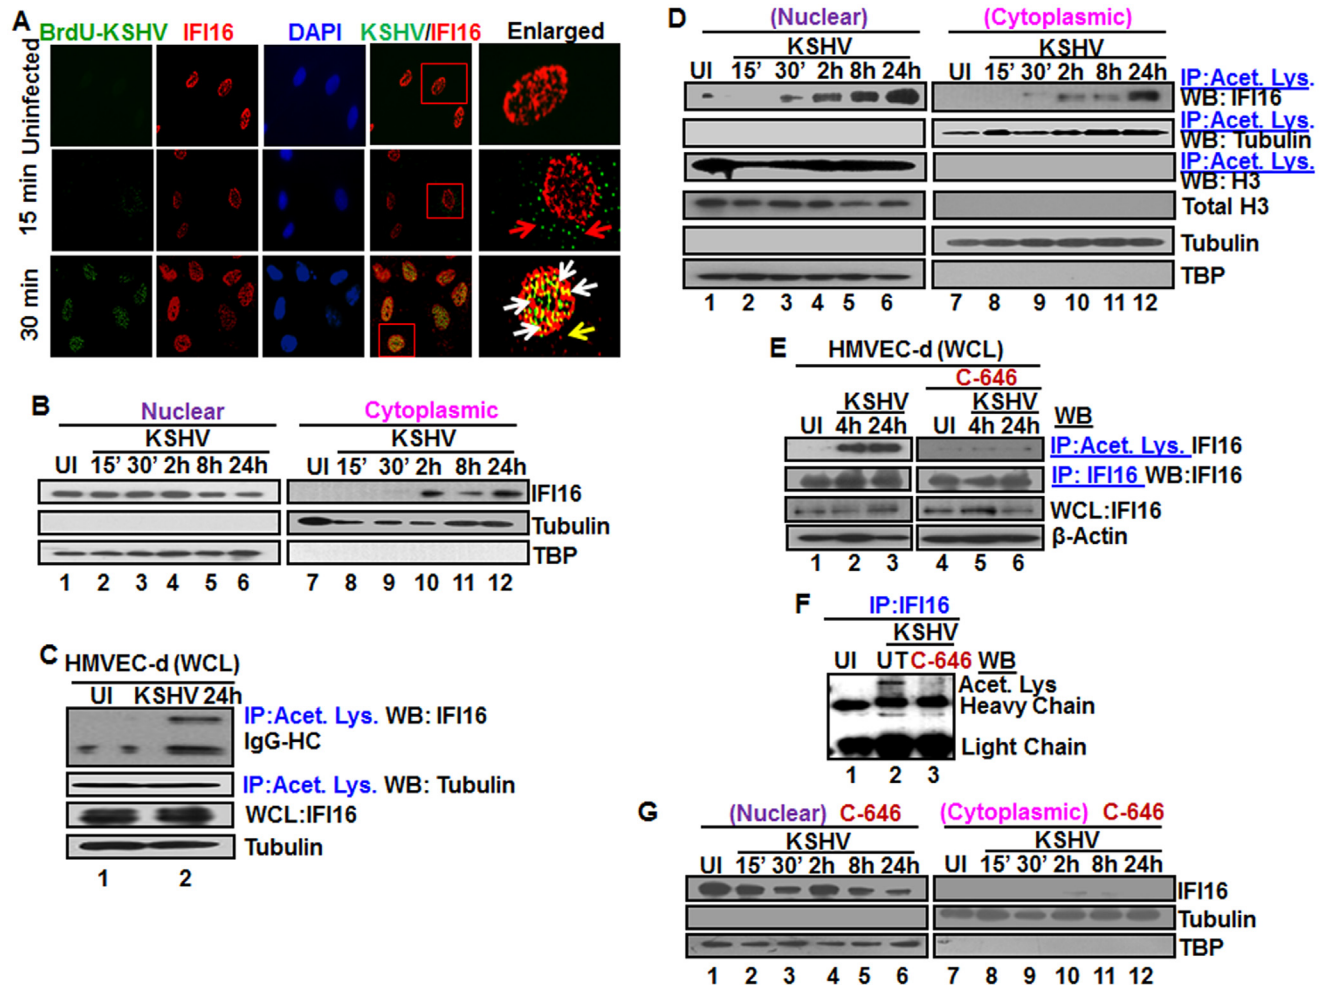 A
BrdU-KSHV IFI16 DAPI KSHV/IFI16 Enlarged
Uninfected
15 min
30 min
B
Nuclear Cytoplasmic
KSHV KSHV
UI 15’ 30’ 2h 8h 24h UI 15’ 30’ 2h 8h 24h
IFI16
Tubulin
TBP
1 2 3 4 5 6 7 8 9 10 11 12
C
HMVEC-d (WCL)
UI KSHV 24h
IP:Acet. Lys. WB: IFI16
IgG-HC
IP:Acet. Lys. WB: Tubulin
WCL:IFI16
Tubulin
1 2
D
(Nuclear) (Cytoplasmic)
KSHV KSHV
UI 15’ 30’ 2h 8h 24h UI 15’ 30’ 2h 8h 24h
IP:Acet. Lys.
WB: IFI16
IP:Acet. Lys.
WB: Tubulin
IP:Acet. Lys.
WB: H3
Total H3
Tubulin
TBP
1 2 3 4 5 6 7 8 9 10 11 12
E
HMVEC-d (WCL)
C-646
KSHV KSHV
UI 4h 24h UI 4h 24h WB
IP:Acet. Lys. IFI16
IP: IFI16 WB:IFI16
WCL:IFI16
β-Actin
1 2 3 4 5 6
F
IP:IFI16
KSHV
UI UT C-646 WB
Acet. Lys
Heavy Chain
Light Chain
1 2 3
G
(Nuclear) C-646 (Cytoplasmic) C-646
KSHV KSHV
UI 15’ 30’ 2h 8h 24h UI 15’ 30’ 2h 8h 24h
IFI16
Tubulin
TBP
1 2 3 4 5 6 7 8 9 10 11 12